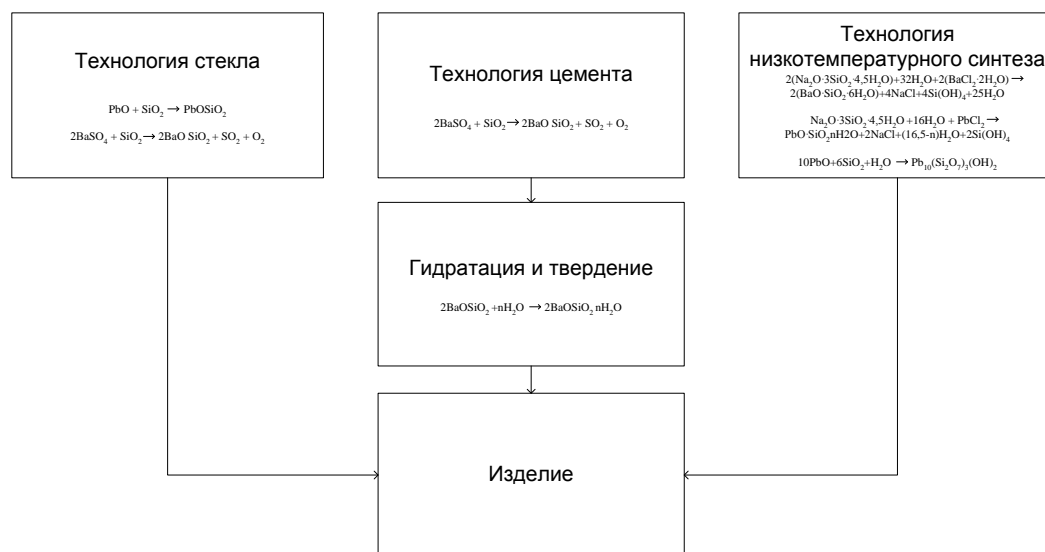 Технология стекла
PbO + SiO₂ → PbOSiO₂
2BaSO₄ + SiO₂→ 2BaO SiO₂ + SO₂ + O₂
Технология цемента
2BaSO₄ + SiO₂→ 2BaO SiO₂ + SO₂ + O₂
Технология
низкотемпературного синтеза
2(Na₂O·3SiO₂·4,5H₂O)+32H₂O+2(BaCl₂·2H₂O) →
2(BaO·SiO₂·6H₂O)+4NaCl+4Si(OH)₄+25H₂O
Na₂O·3SiO₂·4,5H₂O +16H₂O + PbCl₂ →
PbO·SiO₂nH2O+2NaCl+(16,5-n)H₂O+2Si(OH)₄
10PbO+6SiO₂+H₂O → Pb₁₀(Si₂O₇)₃(OH)₂
Гидратация и твердение
2BaOSiO₂ +nH₂O → 2BaOSiO₂ nH₂O
Изделие